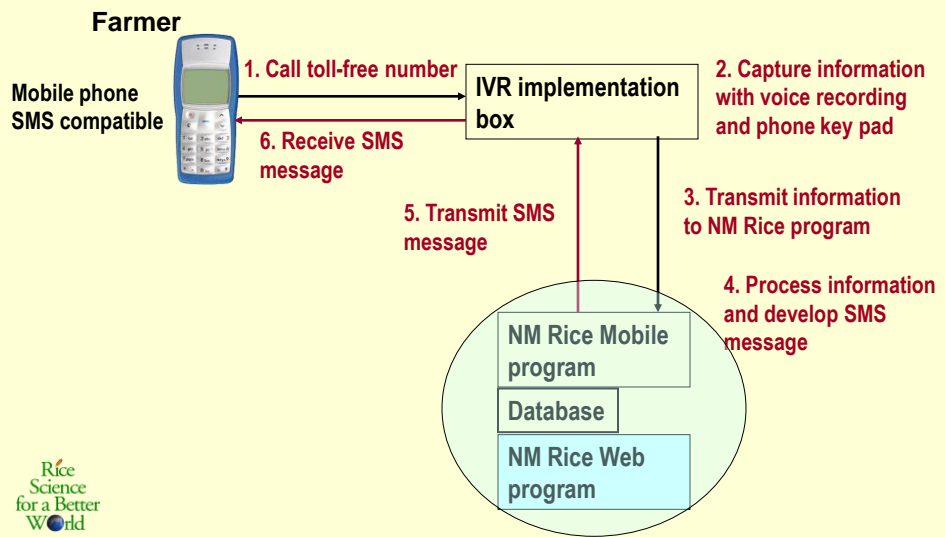 Farmer
Mobile phone
SMS compatible
1. Call toll-free number
6. Receive SMS
message
IVR implementation
box
2. Capture information
with voice recording
and phone key pad
5. Transmit SMS
message
3. Transmit information
to NM Rice program
4. Process information
and develop SMS
message
NM Rice Mobile
program
Database
NM Rice Web
program
Rice
Science
for a Better
World